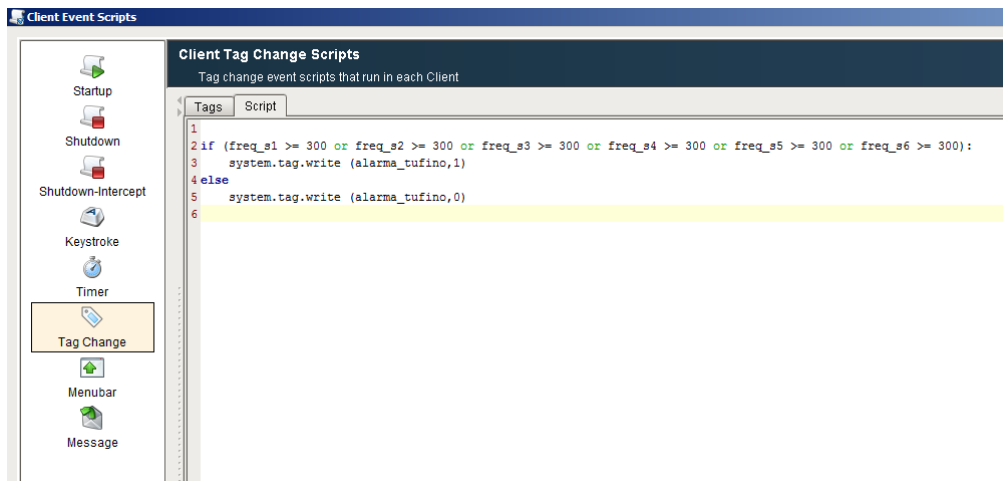 Client Event Scripts
Startup
Shutdown
Shutdown-Intercept
Keystroke
Timer
Tag Change
Menubar
Message
Client Tag Change Scripts
Tag change event scripts that run in each Client
Tags Script
1
2 if (freq_s1 >= 300 or freq_s2 >= 300 or freq_s3 >= 300 or freq_s4 >= 300 or freq_s5 >= 300 or freq_s6 >= 300):
3 system.tag.write (alarma_tufino,1)
4 else
5 system.tag.write (alarma_tufino,0)
6